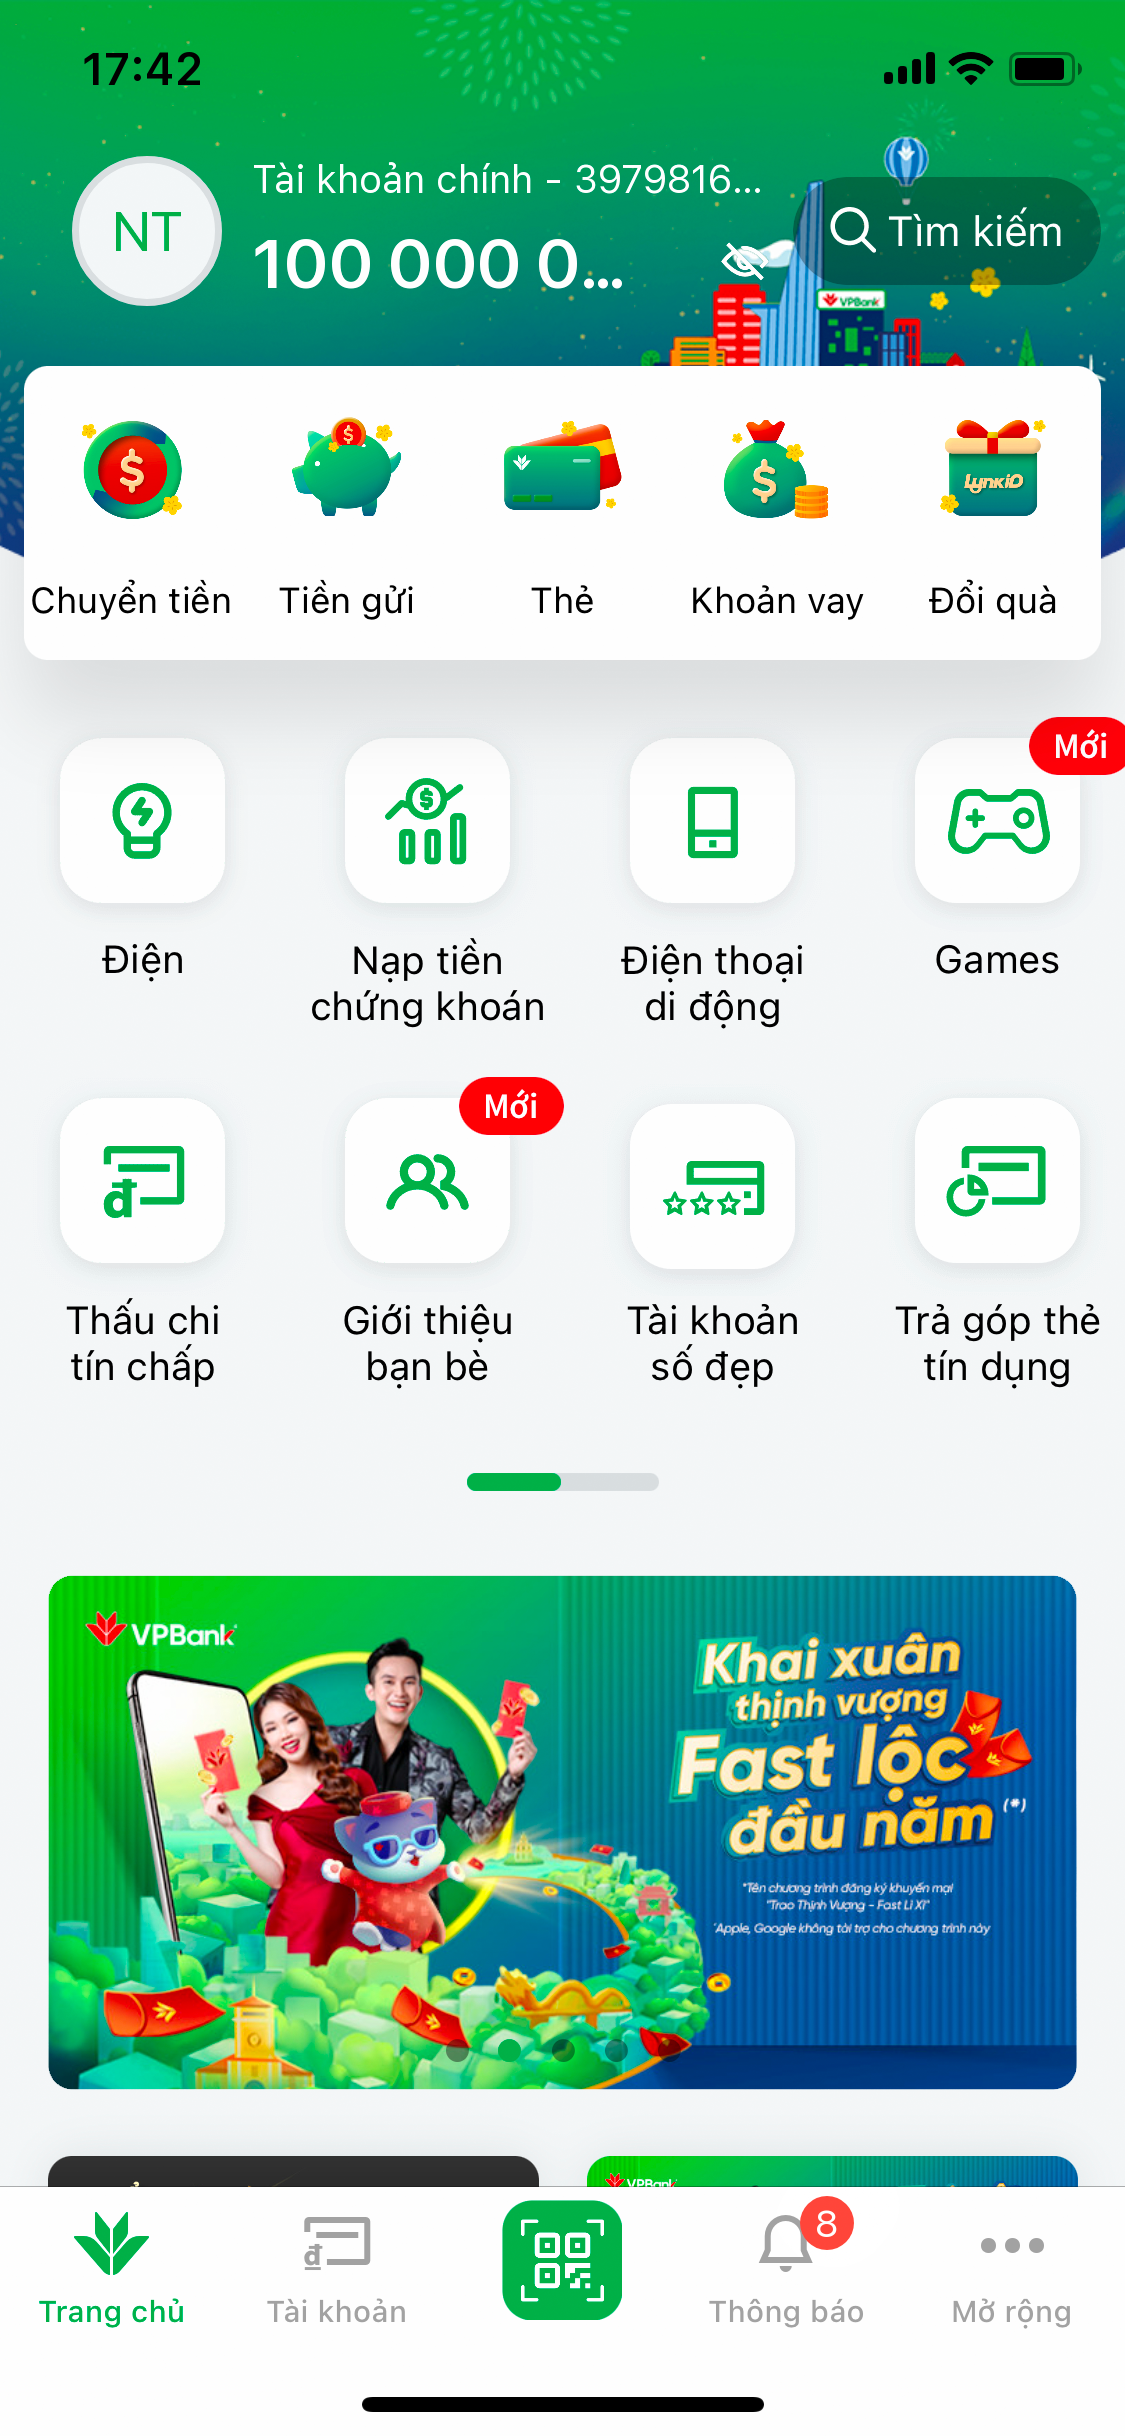 17:42
Tài khoản chính - 3979816...
NT
100 000 0...
Tìm kiếm
VPBank
LynkiD
Chuyển tiền
Tiền gửi
Thẻ
Khoản vay
Đổi quà
Mới
Điện
Nạp tiền
chứng khoán
Điện thoại
di động
Games
Mới
Thấu chi
tín chấp
Giới thiệu
bạn bè
Tài khoản
số đẹp
Trả góp thẻ
tín dụng
VPBank
Khai xuân
thịnh vượng
Fast lộc
đầu năm (*)
*Tên chương trình đăng ký khuyến mại
"Trao Thịnh Vượng - Fast Lì Xì"
*Apple, Google không tài trợ cho chương trình này
VPBank
8
Trang chủ
Tài khoản
Thông báo
Mở rộng